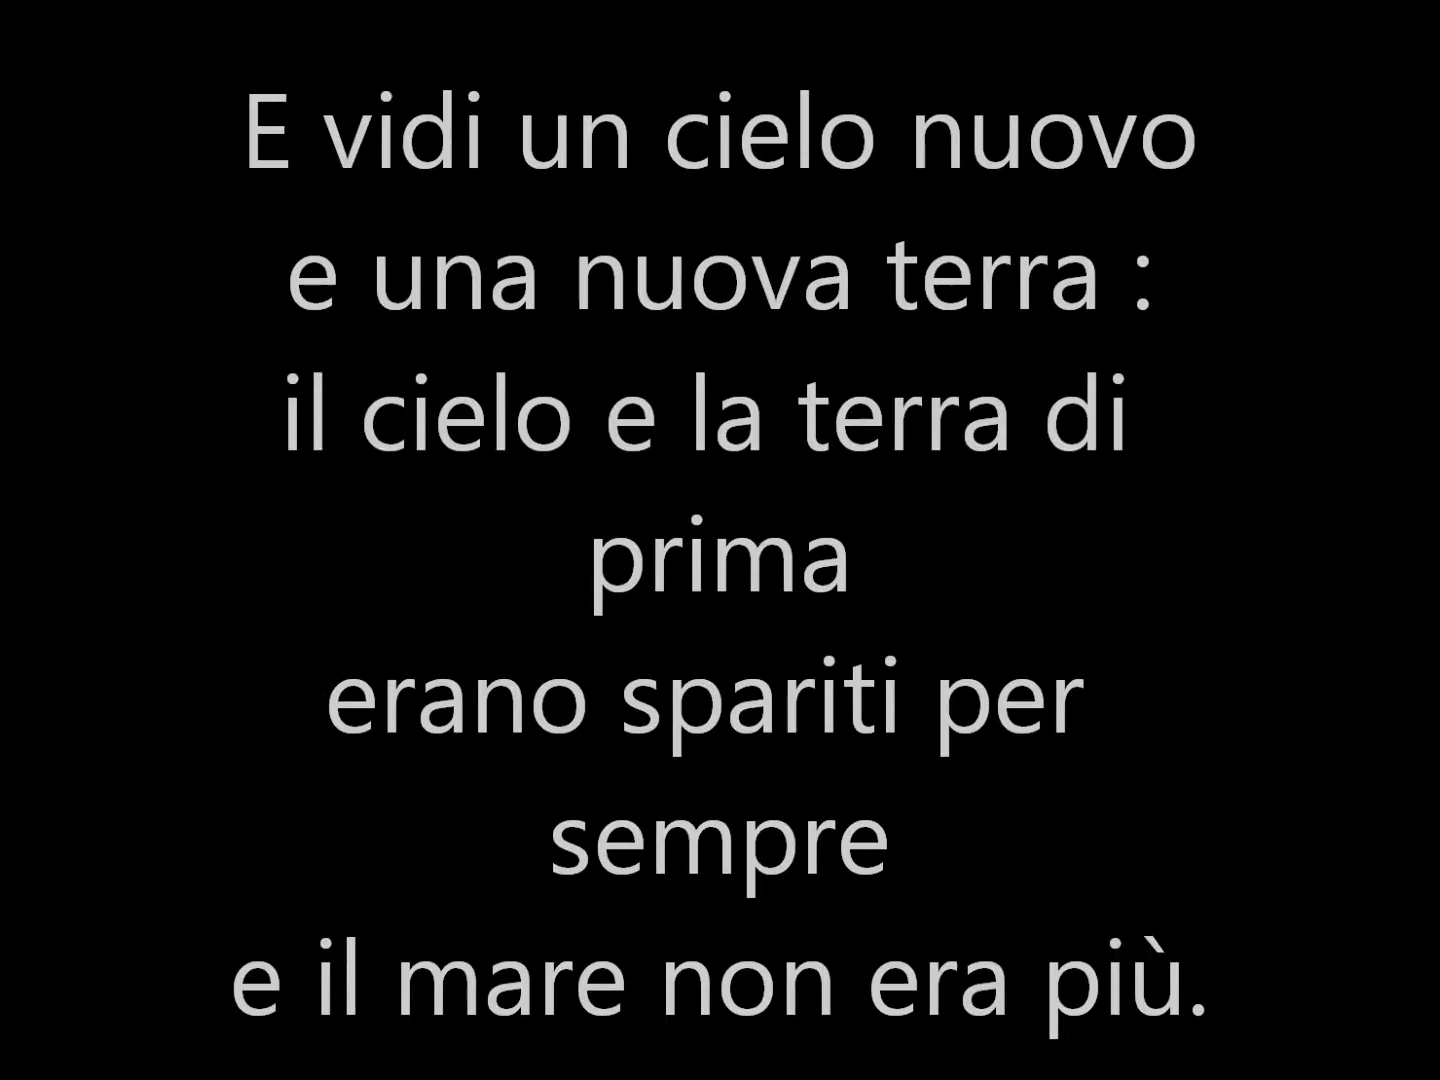 E vidi un cielo nuovo
e una nuova terra :
il cielo e la terra di
prima
erano spariti per
sempre
e il mare non era più.